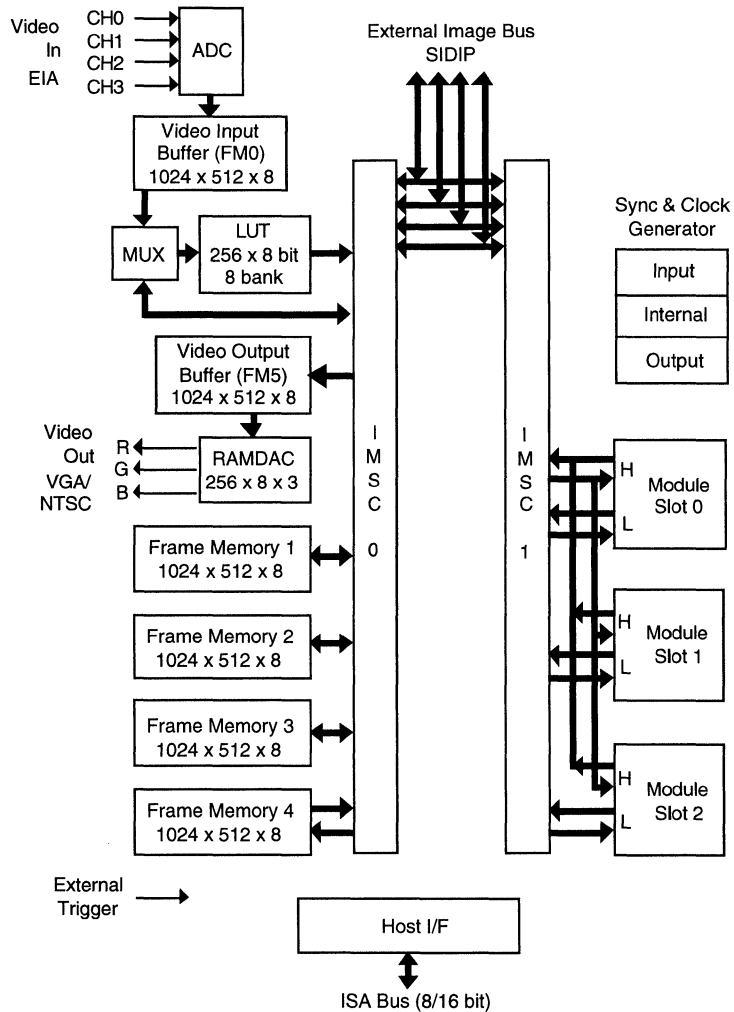 Video
In
EIA
CH0
CH1
CH2
CH3
ADC
Video Input
Buffer (FM0)
1024 x 512 x 8
MUX
LUT
256 x 8 bit
8 bank
Video Output
Buffer (FM5)
1024 x 512 x 8
Video
Out
VGA/
NTSC
R
G
B
RAMDAC
256 x 8 x 3
Frame Memory 1
1024 x 512 x 8
Frame Memory 2
1024 x 512 x 8
Frame Memory 3
1024 x 512 x 8
Frame Memory 4
1024 x 512 x 8
External
Trigger
External Image Bus
SIDIP
I
M
S
C
0
I
M
S
C
1
Sync & Clock
Generator
Input
Internal
Output
H
L
Module
Slot 0
H
L
Module
Slot 1
H
L
Module
Slot 2
Host I/F
ISA Bus (8/16 bit)